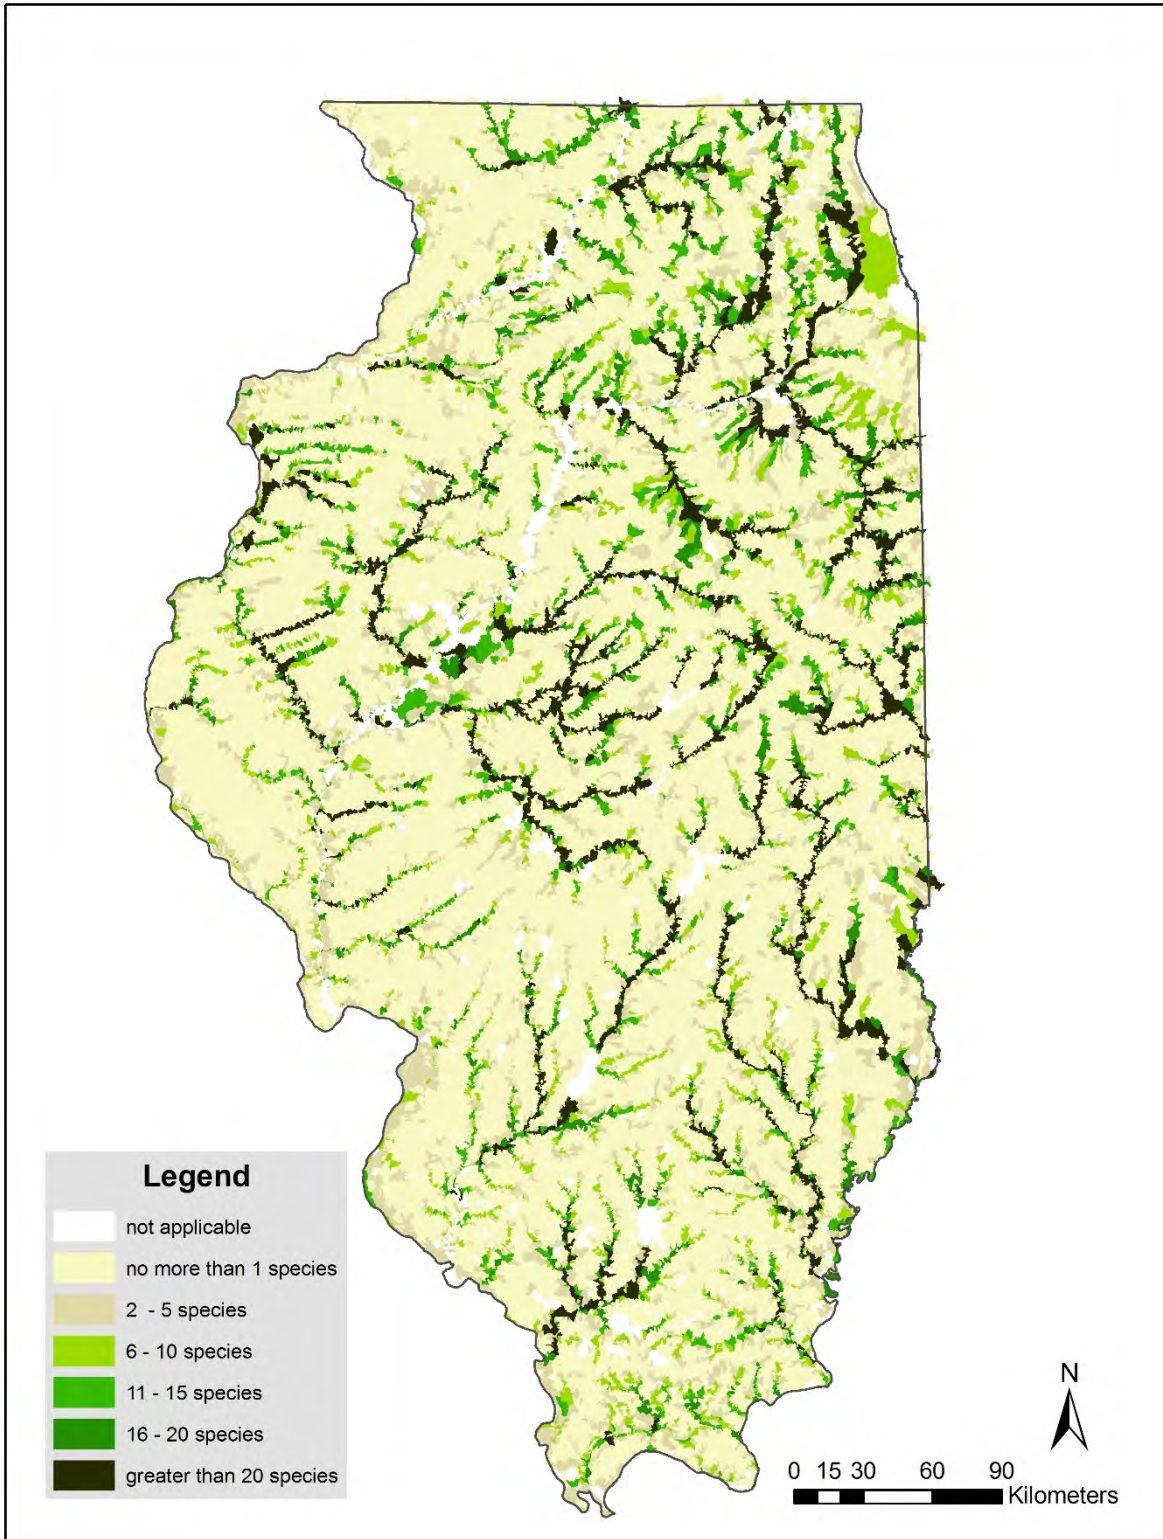 Legend
not applicable
no more than 1 species
2 - 5 species
6 - 10 species
11 - 15 species
16 - 20 species
greater than 20 species
N
0 15 30 60 90
Kilometers